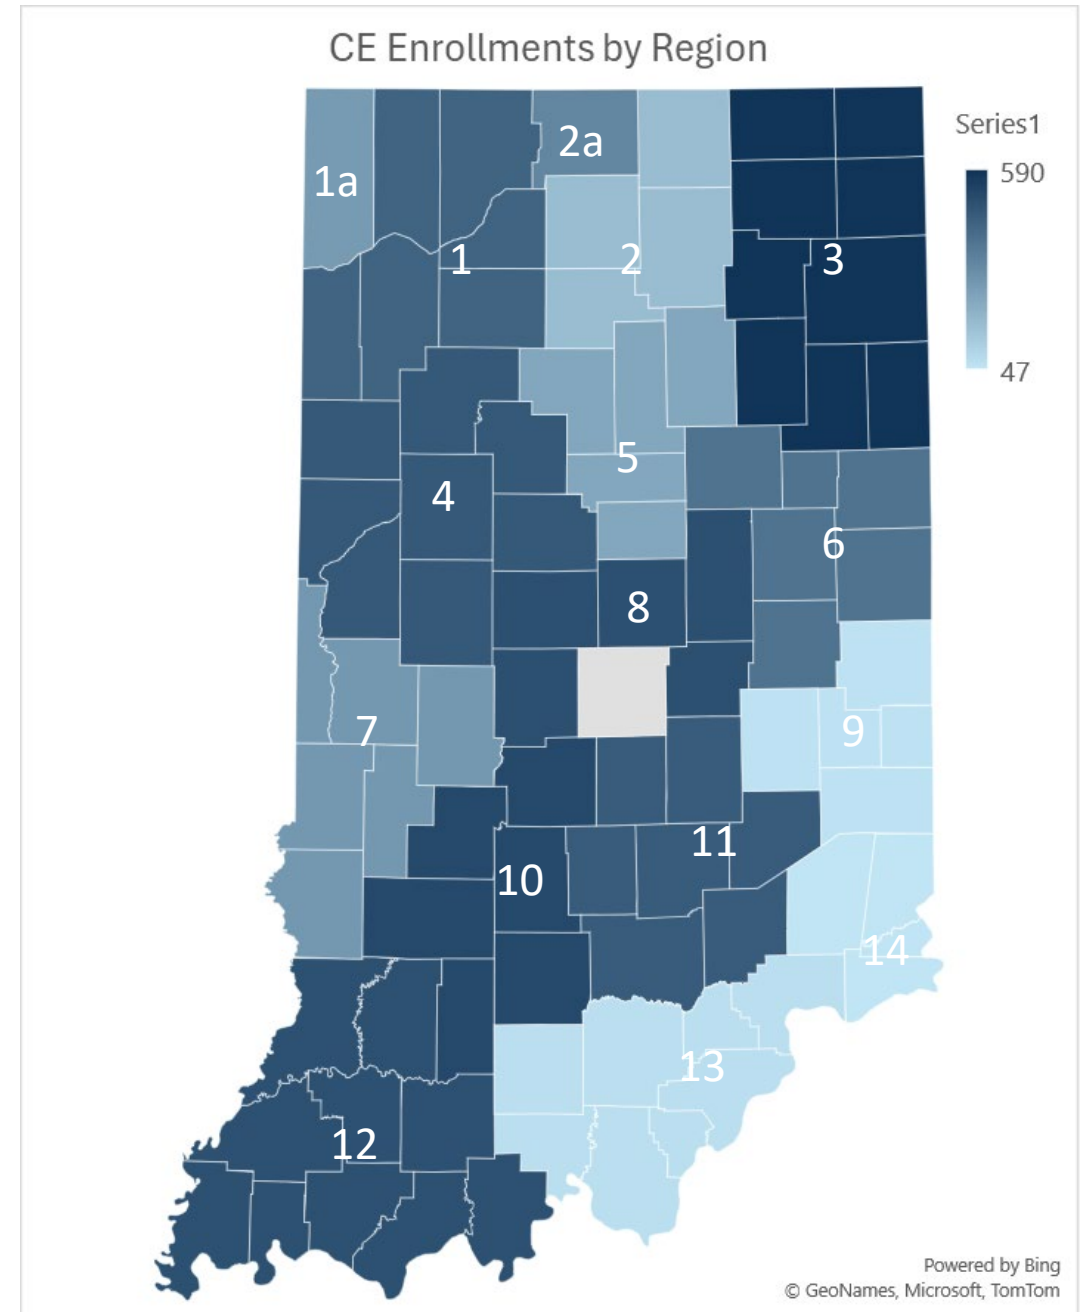 CE Enrollments by Region
Series1
590
47
2a
1a
1
2
3
5
4
6
8
7
9
11
10
14
13
12
Powered by Bing
© GeoNames, Microsoft, TomTom